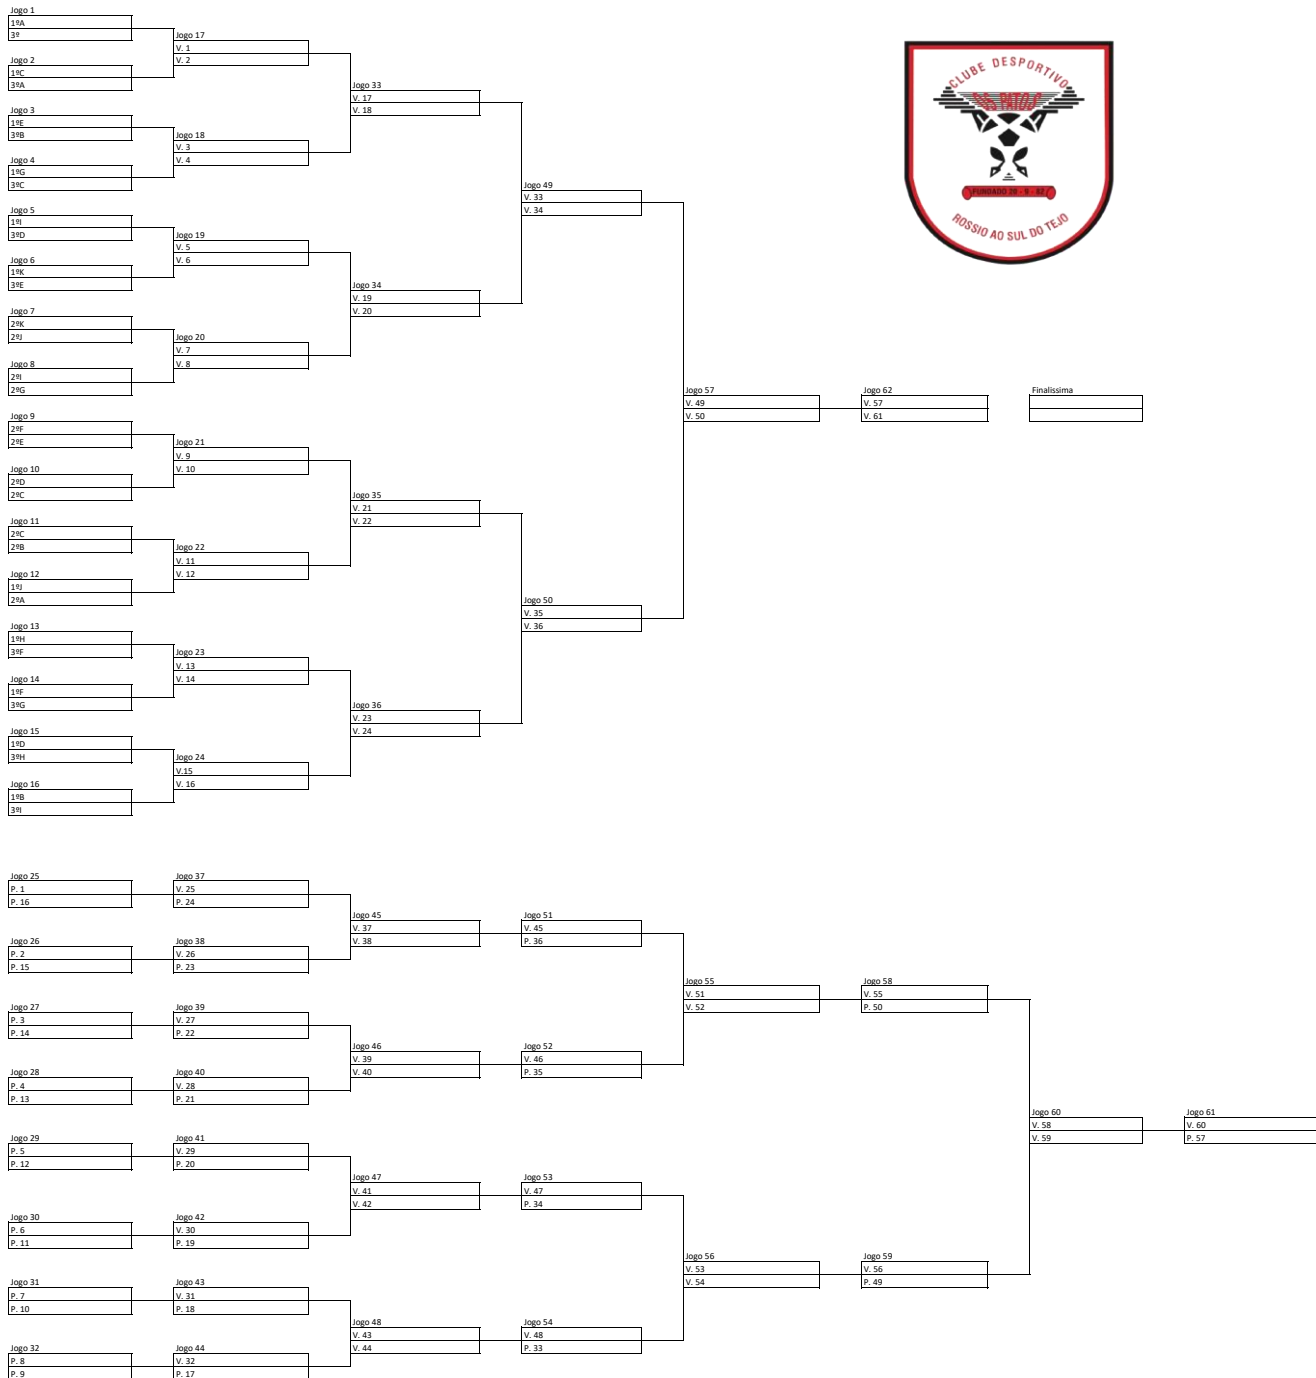 Jogo 1
1ºA
3º
Jogo 2
1ºC
3ºA
Jogo 3
1ºE
3ºB
Jogo 4
1ºG
3ºC
Jogo 5
1ºI
3ºD
Jogo 6
1ºK
3ºE
Jogo 7
2ºK
2ºJ
Jogo 8
2ºI
2ºG
Jogo 9
2ºF
2ºE
Jogo 10
2ºD
2ºC
Jogo 11
2ºC
2ºB
Jogo 12
1ºJ
2ºA
Jogo 13
1ºH
3ºF
Jogo 14
1ºF
3ºG
Jogo 15
1ºD
3ºH
Jogo 16
1ºB
3ºI
Jogo 17
V. 1
V. 2
Jogo 18
V. 3
V. 4
Jogo 19
V. 5
V. 6
Jogo 20
V. 7
V. 8
Jogo 21
V. 9
V. 10
Jogo 22
V. 11
V. 12
Jogo 23
V. 13
V. 14
Jogo 24
V.15
V. 16
Jogo 33
V. 17
V. 18
Jogo 34
V. 19
V. 20
Jogo 35
V. 21
V. 22
Jogo 36
V. 23
V. 24
Jogo 49
V. 33
V. 34
Jogo 50
V. 35
V. 36
Jogo 57
V. 49
V. 50
Jogo 62
V. 57
V. 61
Finalissima
CLUBE DESPORTIVO
OS PATOS
FUNDADO 20 - 9 - 82
ROSSIO AO SUL DO TEJO
Jogo 25
P. 1
P. 16
Jogo 26
P. 2
P. 15
Jogo 27
P. 3
P. 14
Jogo 28
P. 4
P. 13
Jogo 29
P. 5
P. 12
Jogo 30
P. 6
P. 11
Jogo 31
P. 7
P. 10
Jogo 32
P. 8
P. 9
Jogo 37
V. 25
P. 24
Jogo 38
V. 26
P. 23
Jogo 39
V. 27
P. 22
Jogo 40
V. 28
P. 21
Jogo 41
V. 29
P. 20
Jogo 42
V. 30
P. 19
Jogo 43
V. 31
P. 18
Jogo 44
V. 32
P. 17
Jogo 45
V. 37
V. 38
Jogo 46
V. 39
V. 40
Jogo 47
V. 41
V. 42
Jogo 48
V. 43
V. 44
Jogo 51
V. 45
P. 36
Jogo 52
V. 46
P. 35
Jogo 53
V. 47
P. 34
Jogo 54
V. 48
P. 33
Jogo 55
V. 51
V. 52
Jogo 56
V. 53
V. 54
Jogo 58
V. 55
P. 50
Jogo 59
V. 56
P. 49
Jogo 60
V. 58
V. 59
Jogo 61
V. 60
P. 57